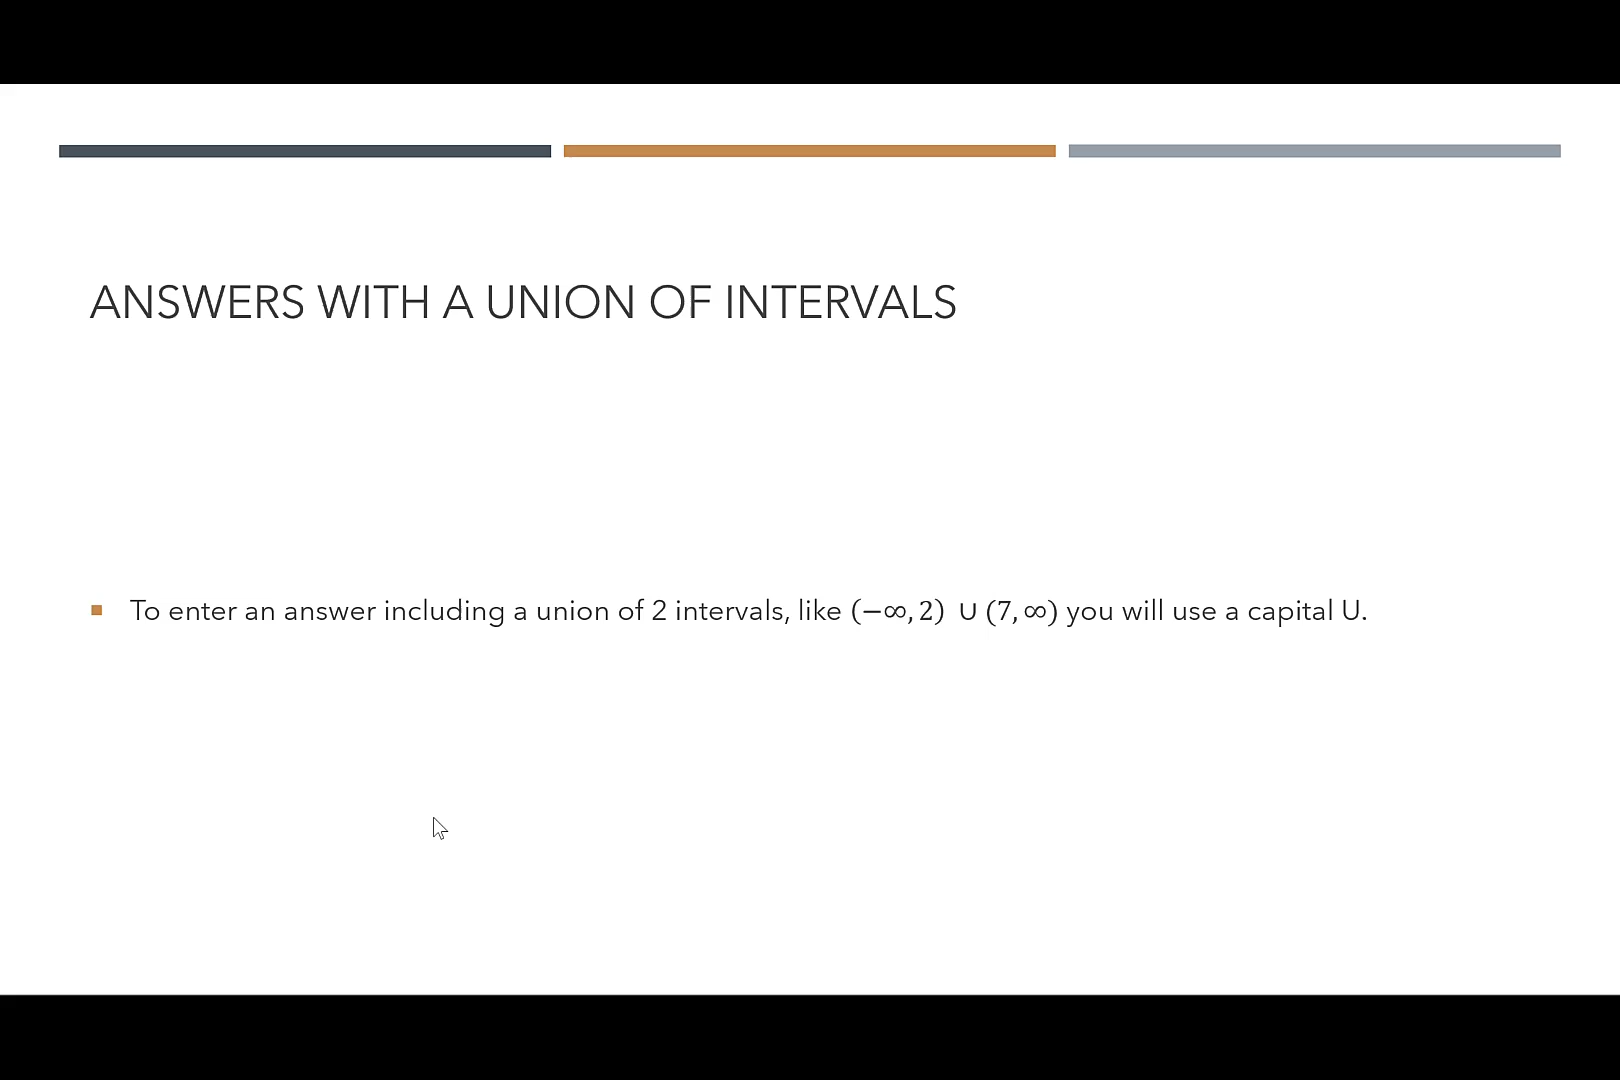 ANSWERS WITH A UNION OF INTERVALS
To enter an answer including a union of 2 intervals, like (−∞, 2) ∪ (7, ∞) you will use a capital U.